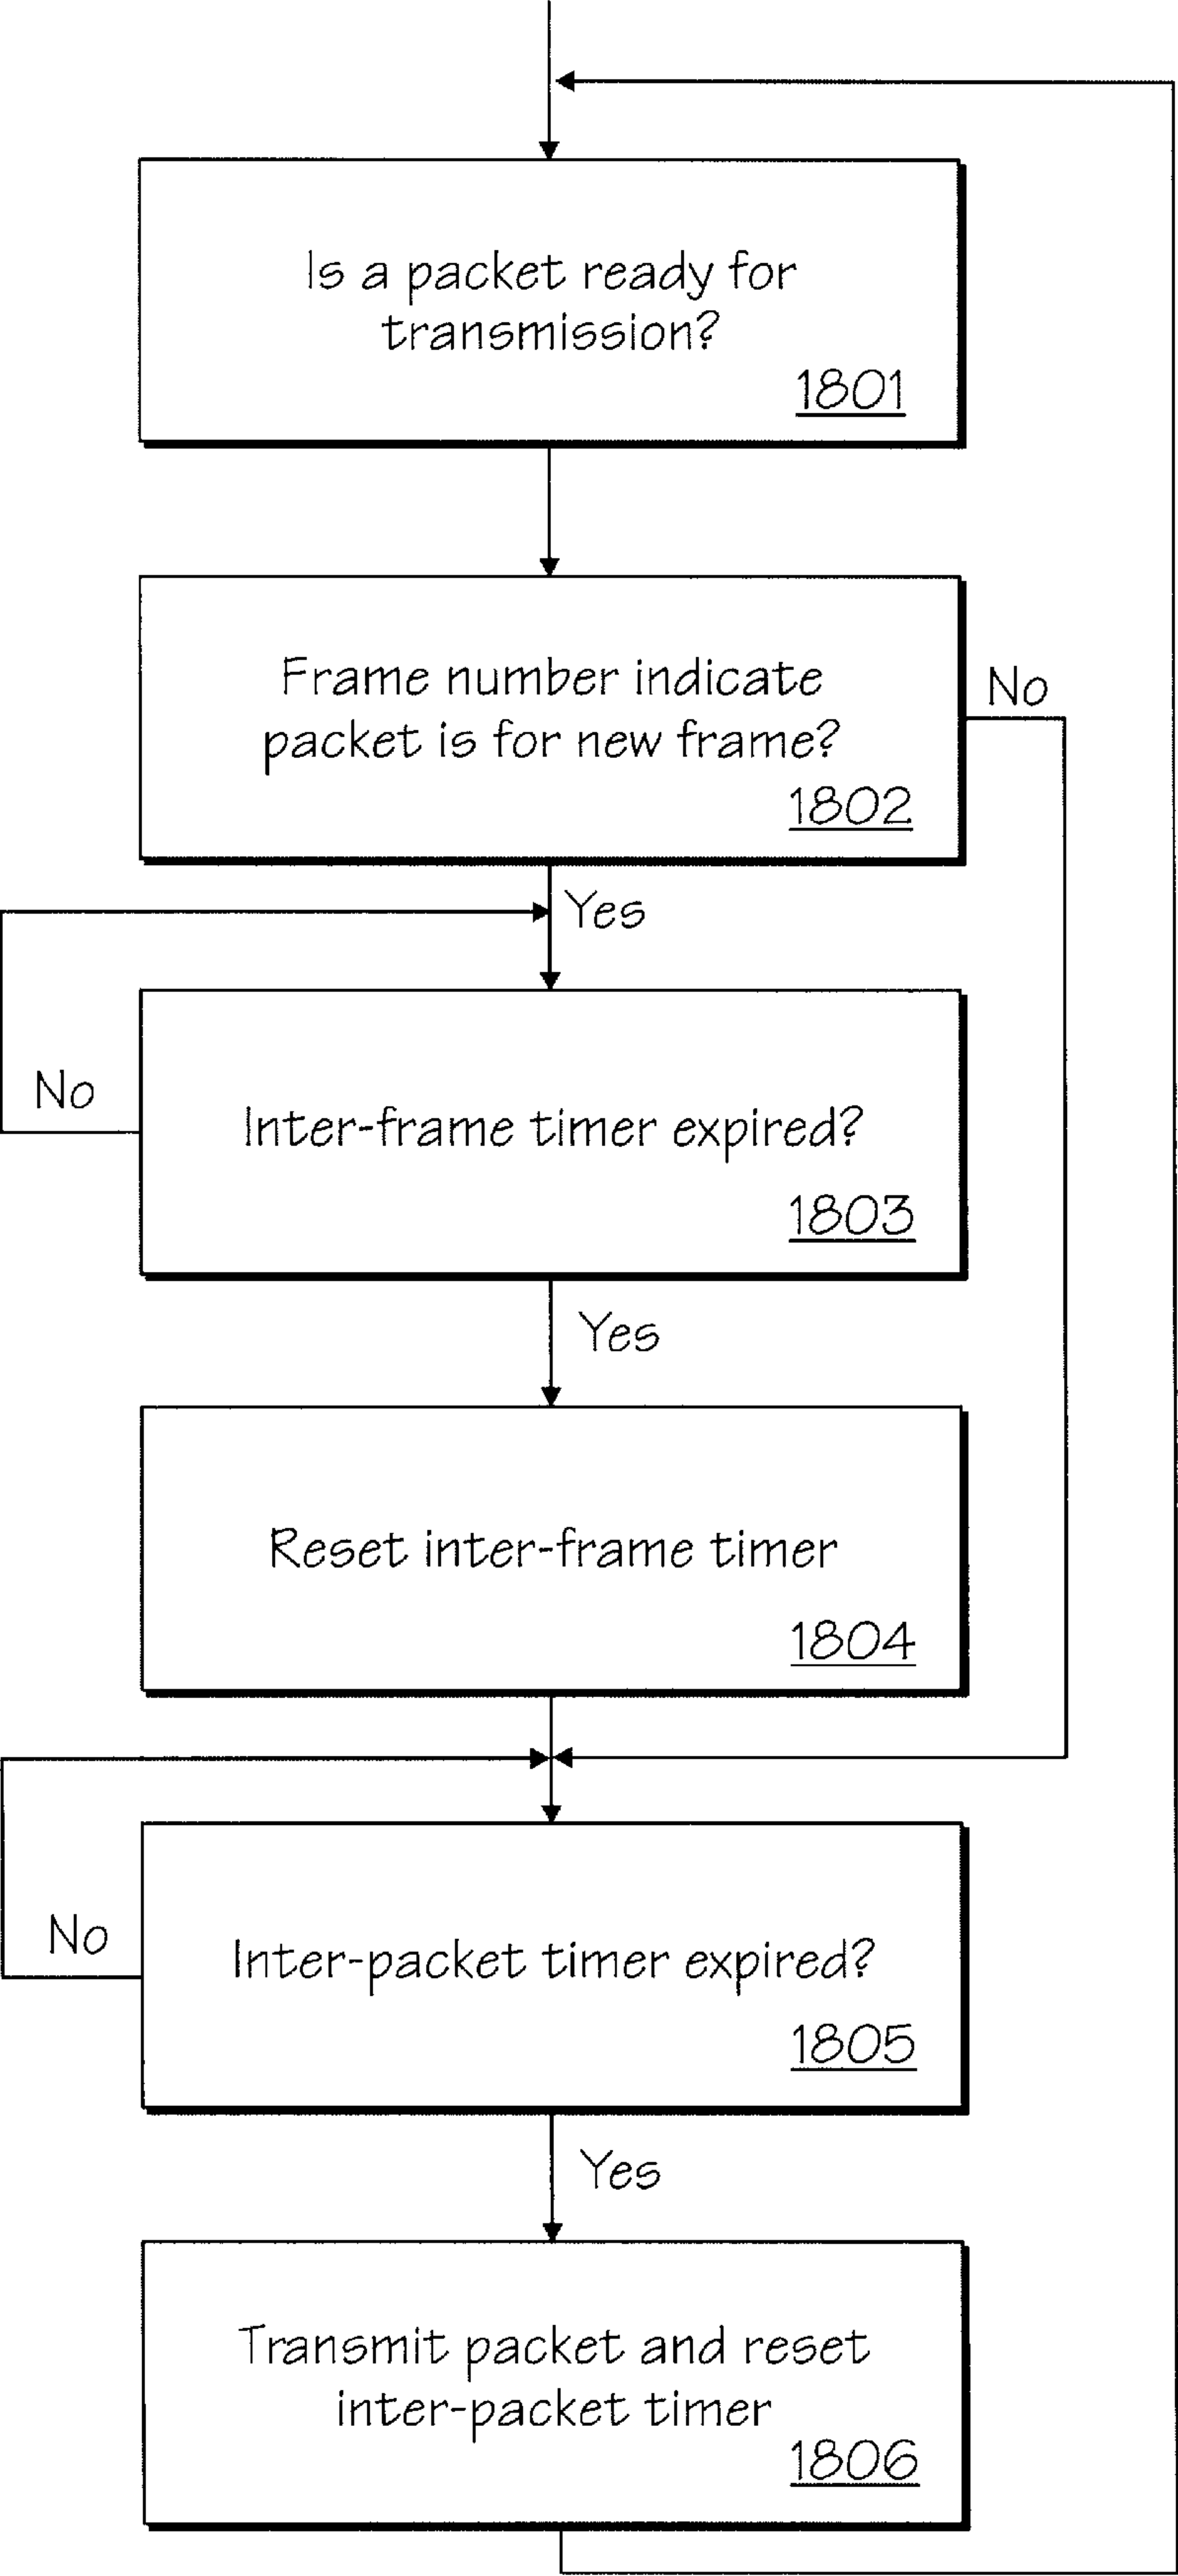 Is a packet ready for
transmission?
1801
Frame number indicate
packet is for new frame?
1802
No
Yes
Inter-frame timer expired?
1803
No
Yes
Reset inter-frame timer
1804
Inter-packet timer expired?
1805
No
Yes
Transmit packet and reset
inter-packet timer
1806